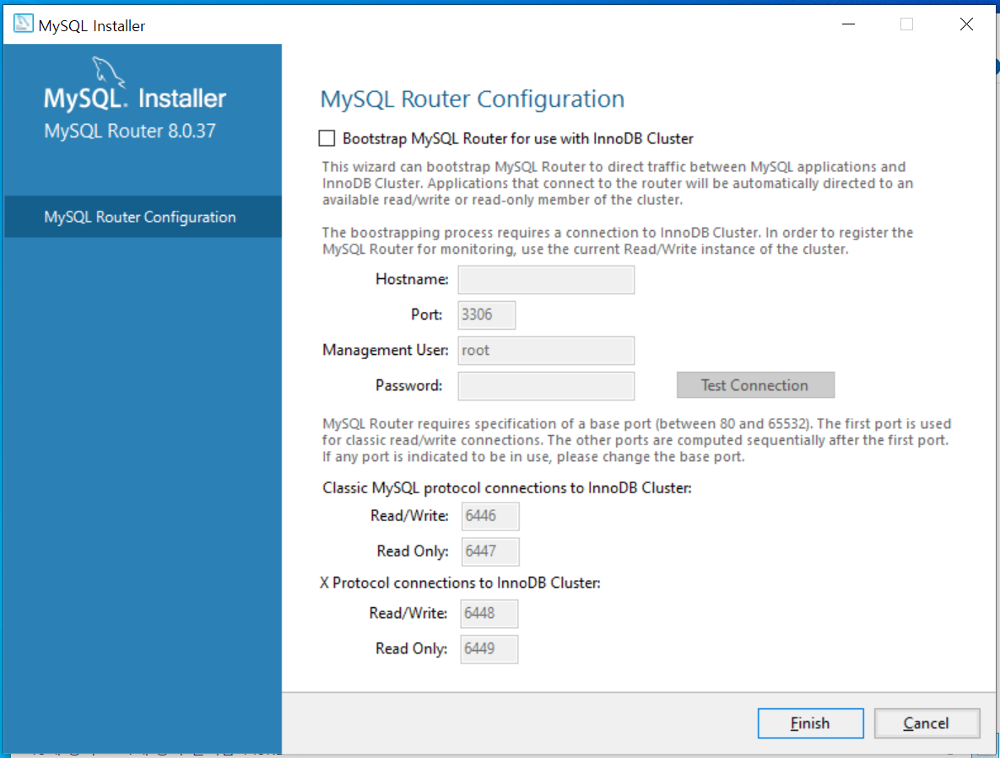 MySQL Installer
MySQL. Installer
MySQL Router 8.0.37
MySQL Router Configuration
MySQL Router Configuration
Bootstrap MySQL Router for use with InnoDB Cluster
This wizard can bootstrap MySQL Router to direct traffic between MySQL applications and
InnoDB Cluster. Applications that connect to the router will be automatically directed to an
available read/write or read-only member of the cluster.
The boostrapping process requires a connection to InnoDB Cluster. In order to register the
MySQL Router for monitoring, use the current Read/Write instance of the cluster.
Hostname:
Port: 3306
Management User: root
Password: Test Connection
MySQL Router requires specification of a base port (between 80 and 65532). The first port is used
for classic read/write connections. The other ports are computed sequentially after the first port.
If any port is indicated to be in use, please change the base port.
Classic MySQL protocol connections to InnoDB Cluster:
Read/Write: 6446
Read Only: 6447
X Protocol connections to InnoDB Cluster:
Read/Write: 6448
Read Only: 6449
Finish Cancel